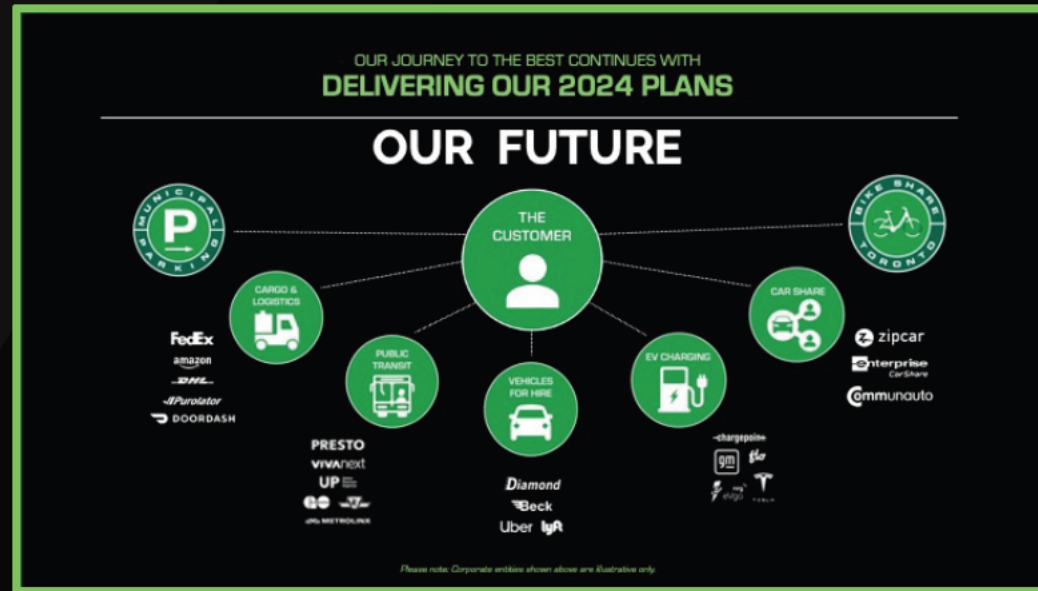 OUR JOURNEY TO THE BEST CONTINUES WITH
DELIVERING OUR 2024 PLANS
OUR FUTURE
MUNICIPAL
P
PARKING
THE
CUSTOMER
BIKE SHARE
TORONTO
CARGO &
LOGISTICS
CAR SHARE
PUBLIC
TRANSIT
EV CHARGING
VEHICLES
FOR HIRE
FedEx
amazon
DHL
Purolator
DOORDASH
PRESTO
VIVAnext
UP
GO
METROLINX
Diamond
Beck
Uber lyft
-chargepoin+
gm flo
evgo TESLA
zipcar
enterprise
CarShare
communauto
Please note: Corporate entities shown above are illustrative only.